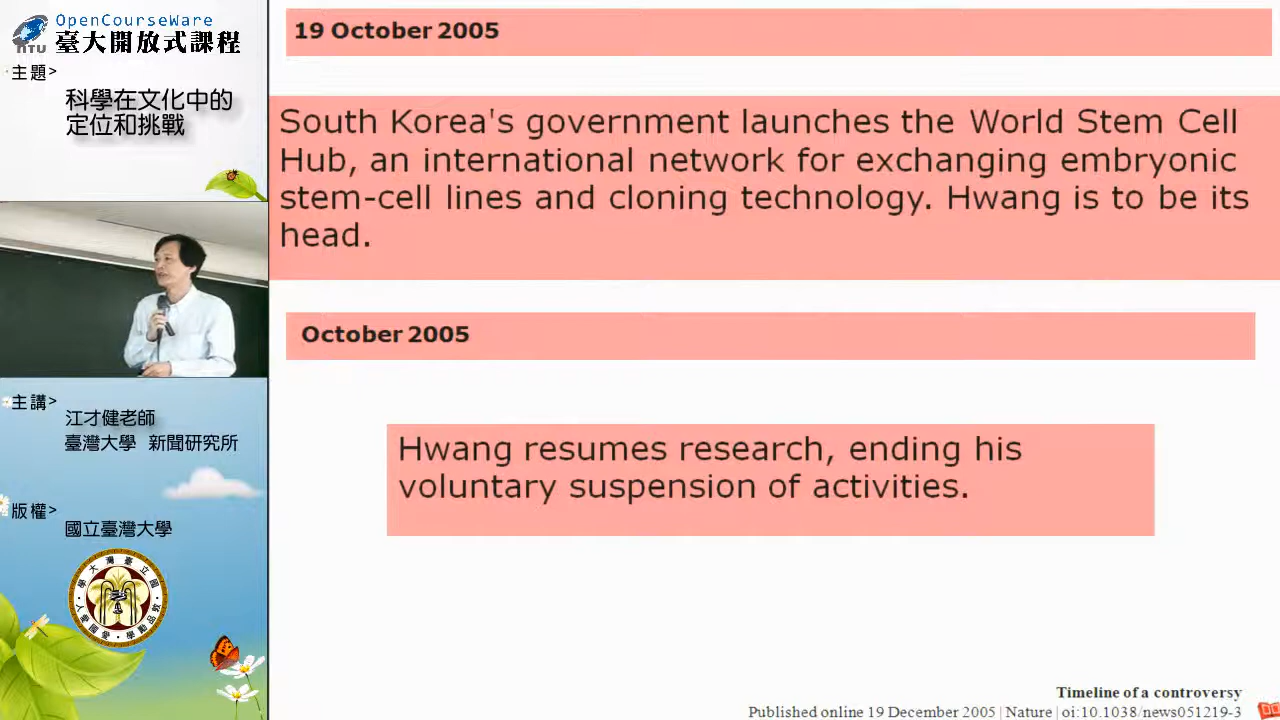 OpenCourseWare
NTU 臺大開放式課程
主題>
科學在文化中的
定位和挑戰
主講>
江才健老師
臺灣大學 新聞研究所
版權>
國立臺灣大學
19 October 2005
South Korea's government launches the World Stem Cell
Hub, an international network for exchanging embryonic
stem-cell lines and cloning technology. Hwang is to be its
head.
October 2005
Hwang resumes research, ending his
voluntary suspension of activities.
Timeline of a controversy
Published online 19 December 2005 | Nature | oi:10.1038/news051219-3